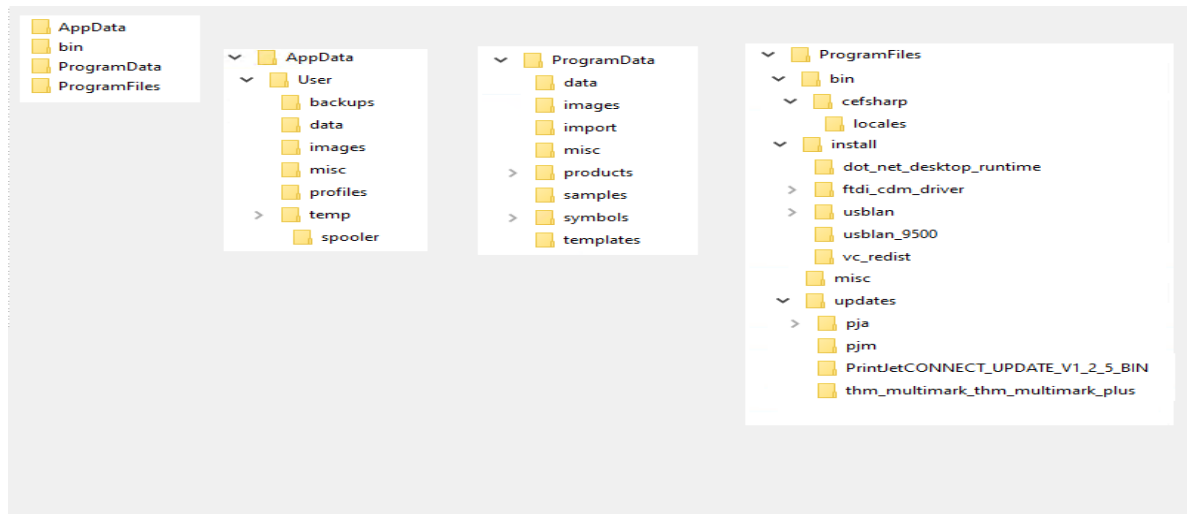 AppData
bin
ProgramData
ProgramFiles
AppData
User
backups
data
images
misc
profiles
temp
spooler
ProgramData
data
images
import
misc
products
samples
symbols
templates
ProgramFiles
bin
cefsharp
locales
install
dot_net_desktop_runtime
ftdi_cdm_driver
usblan
usblan_9500
vc_redist
misc
updates
pja
pjm
PrintJetCONNECT_UPDATE_V1_2_5_BIN
thm_multimark_thm_multimark_plus